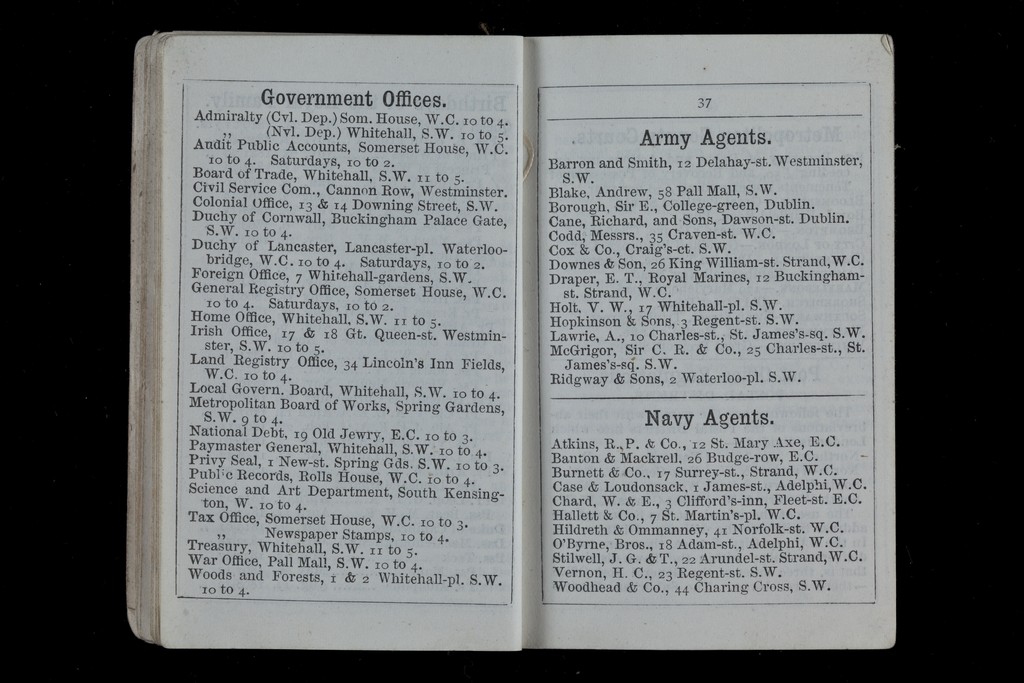 Government Offices.
Admiralty (Cvl. Dep.) Som. House, W.C. 10 to 4.
„ (Nvl. Dep.) Whitehall, S.W. 10 to 5.
Audit Public Accounts, Somerset House, W.C.
10 to 4. Saturdays, 10 to 2.
Board of Trade, Whitehall, S.W. 11 to 5.
Civil Service Com., Cannon Row, Westminster.
Colonial Office, 13 & 14 Downing Street, S.W.
Duchy of Cornwall, Buckingham Palace Gate,
S.W. 10 to 4.
Duchy of Lancaster, Lancaster-pl. Waterloo-
bridge, W.C. 10 to 4. Saturdays, 10 to 2.
Foreign Office, 7 Whitehall-gardens, S.W.
General Registry Office, Somerset House, W.C.
10 to 4. Saturdays, 10 to 2.
Home Office, Whitehall, S.W. 11 to 5.
Irish Office, 17 & 18 Gt. Queen-st. Westmin-
ster, S.W. 10 to 5.
Land Registry Office, 34 Lincoln's Inn Fields,
W.C. 10 to 4.
Local Govern. Board, Whitehall, S.W. 10 to 4.
Metropolitan Board of Works, Spring Gardens,
S.W. 9 to 4.
National Debt, 19 Old Jewry, E.C. 10 to 3.
Paymaster General, Whitehall, S.W. 10 to 4.
Privy Seal, 1 New-st. Spring Gds. S.W. 10 to 3.
Public Records, Rolls House, W.C. 10 to 4.
Science and Art Department, South Kensing-
ton, W. 10 to 4.
Tax Office, Somerset House, W.C. 10 to 3.
„ Newspaper Stamps, 10 to 4.
Treasury, Whitehall, S.W. 11 to 5.
War Office, Pall Mall, S.W. 10 to 4.
Woods and Forests, 1 & 2 Whitehall-pl. S.W.
10 to 4.
37
Army Agents.
Barron and Smith, 12 Delahay-st. Westminster,
S.W.
Blake, Andrew, 58 Pall Mall, S.W.
Borough, Sir E., College-green, Dublin.
Cane, Richard, and Sons, Dawson-st. Dublin.
Codd, Messrs., 35 Craven-st. W.C.
Cox & Co., Craig's-ct. S.W.
Downes & Son, 26 King William-st. Strand, W.C.
Draper, E. T., Royal Marines, 12 Buckingham-
st. Strand, W.C.
Holt, V. W., 17 Whitehall-pl. S.W.
Hopkinson & Sons, 3 Regent-st. S.W.
Lawrie, A., 10 Charles-st., St. James's-sq. S.W.
McGrigor, Sir C. R. & Co., 25 Charles-st., St.
James's-sq. S.W.
Ridgway & Sons, 2 Waterloo-pl. S.W.
Navy Agents.
Atkins, R., P. & Co., 12 St. Mary Axe, E.C.
Banton & Mackrell, 26 Budge-row, E.C.
Burnett & Co., 17 Surrey-st., Strand, W.C.
Case & Loudonsack, 1 James-st., Adelphi, W.C.
Chard, W. & E., 3 Clifford's-inn, Fleet-st. E.C.
Hallett & Co., 7 St. Martin's-pl. W.C.
Hildreth & Ommanney, 41 Norfolk-st. W.C.
O'Byrne, Bros., 18 Adam-st., Adelphi, W.C.
Stilwell, J. G. & T., 22 Arundel-st. Strand, W.C.
Vernon, H. C., 23 Regent-st. S.W.
Woodhead & Co., 44 Charing Cross, S.W.